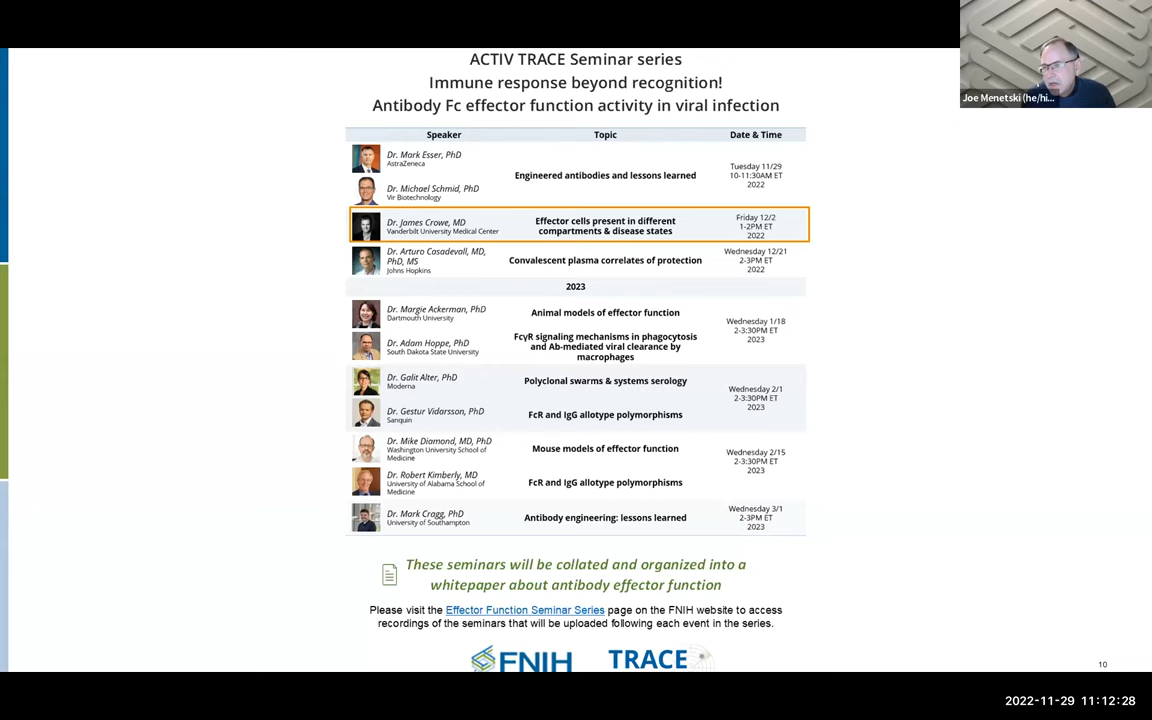 ACTIV TRACE Seminar series
Immune response beyond recognition!
Antibody Fc effector function activity in viral infection
Joe Menetski (he/hi...
Speaker Topic Date & Time
Dr. Mark Esser, PhD
AstraZeneca
Dr. Michael Schmid, PhD
Vir Biotechnology
Engineered antibodies and lessons learned
Tuesday 11/29
10-11:30AM ET
2022
Dr. James Crowe, MD
Vanderbilt University Medical Center
Effector cells present in different
compartments & disease states
Friday 12/2
1-2PM ET
2022
Dr. Arturo Casadevall, MD,
PhD, MS
Johns Hopkins
Convalescent plasma correlates of protection
Wednesday 12/21
2-3PM ET
2022
2023
Dr. Margie Ackerman, PhD
Dartmouth University
Animal models of effector function
Dr. Adam Hoppe, PhD
South Dakota State University
FcγR signaling mechanisms in phagocytosis
and Ab-mediated viral clearance by
macrophages
Wednesday 1/18
2-3:30PM ET
2023
Dr. Galit Alter, PhD
Moderna
Polyclonal swarms & systems serology
Dr. Gestur Vidarsson, PhD
Sanquin
FcR and IgG allotype polymorphisms
Wednesday 2/1
2-3:30PM ET
2023
Dr. Mike Diamond, MD, PhD
Washington University School of
Medicine
Mouse models of effector function
Dr. Robert Kimberly, MD
University of Alabama School of
Medicine
FcR and IgG allotype polymorphisms
Wednesday 2/15
2-3:30PM ET
2023
Dr. Mark Cragg, PhD
University of Southampton
Antibody engineering: lessons learned
Wednesday 3/1
2-3PM ET
2023
These seminars will be collated and organized into a
whitepaper about antibody effector function
Please visit the Effector Function Seminar Series page on the FNIH website to access
recordings of the seminars that will be uploaded following each event in the series.
FNIH TRACE
10
2022-11-29 11:12:28